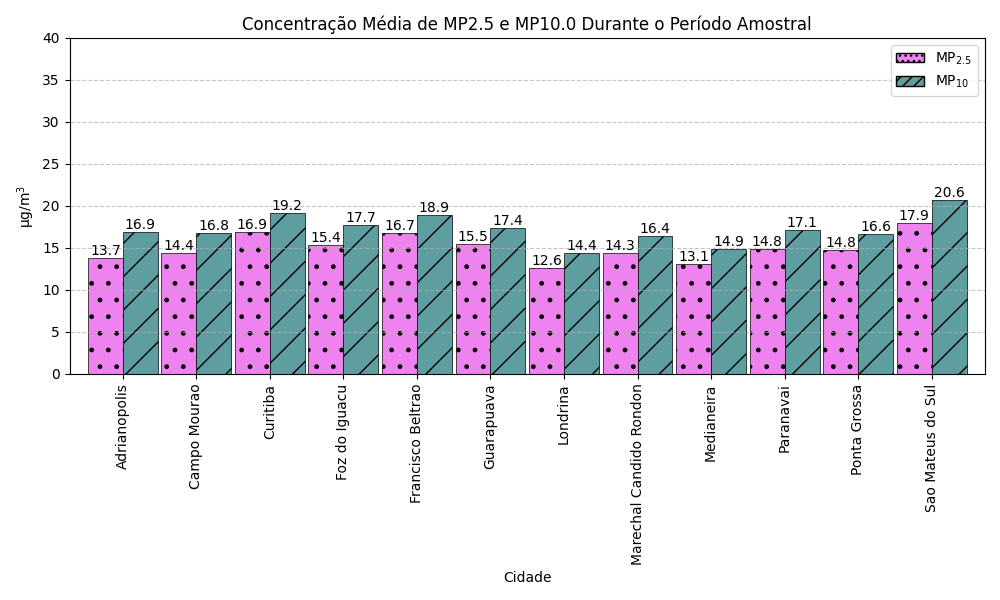 Concentração Média de MP2.5 e MP10.0 Durante o Período Amostral
40
35
30
25
20
15
10
5
0
µg/m³
MP₂.₅
MP₁₀
13.7 16.9 14.4 16.8 16.9 19.2 15.4 17.7 16.7 18.9 15.5 17.4 12.6 14.4 14.3 16.4 13.1 14.9 14.8 17.1 14.8 16.6 17.9 20.6
Adrianopolis
Campo Mourao
Curitiba
Foz do Iguacu
Francisco Beltrao
Guarapuava
Londrina
Marechal Candido Rondon
Medianeira
Paranavai
Ponta Grossa
Sao Mateus do Sul
Cidade